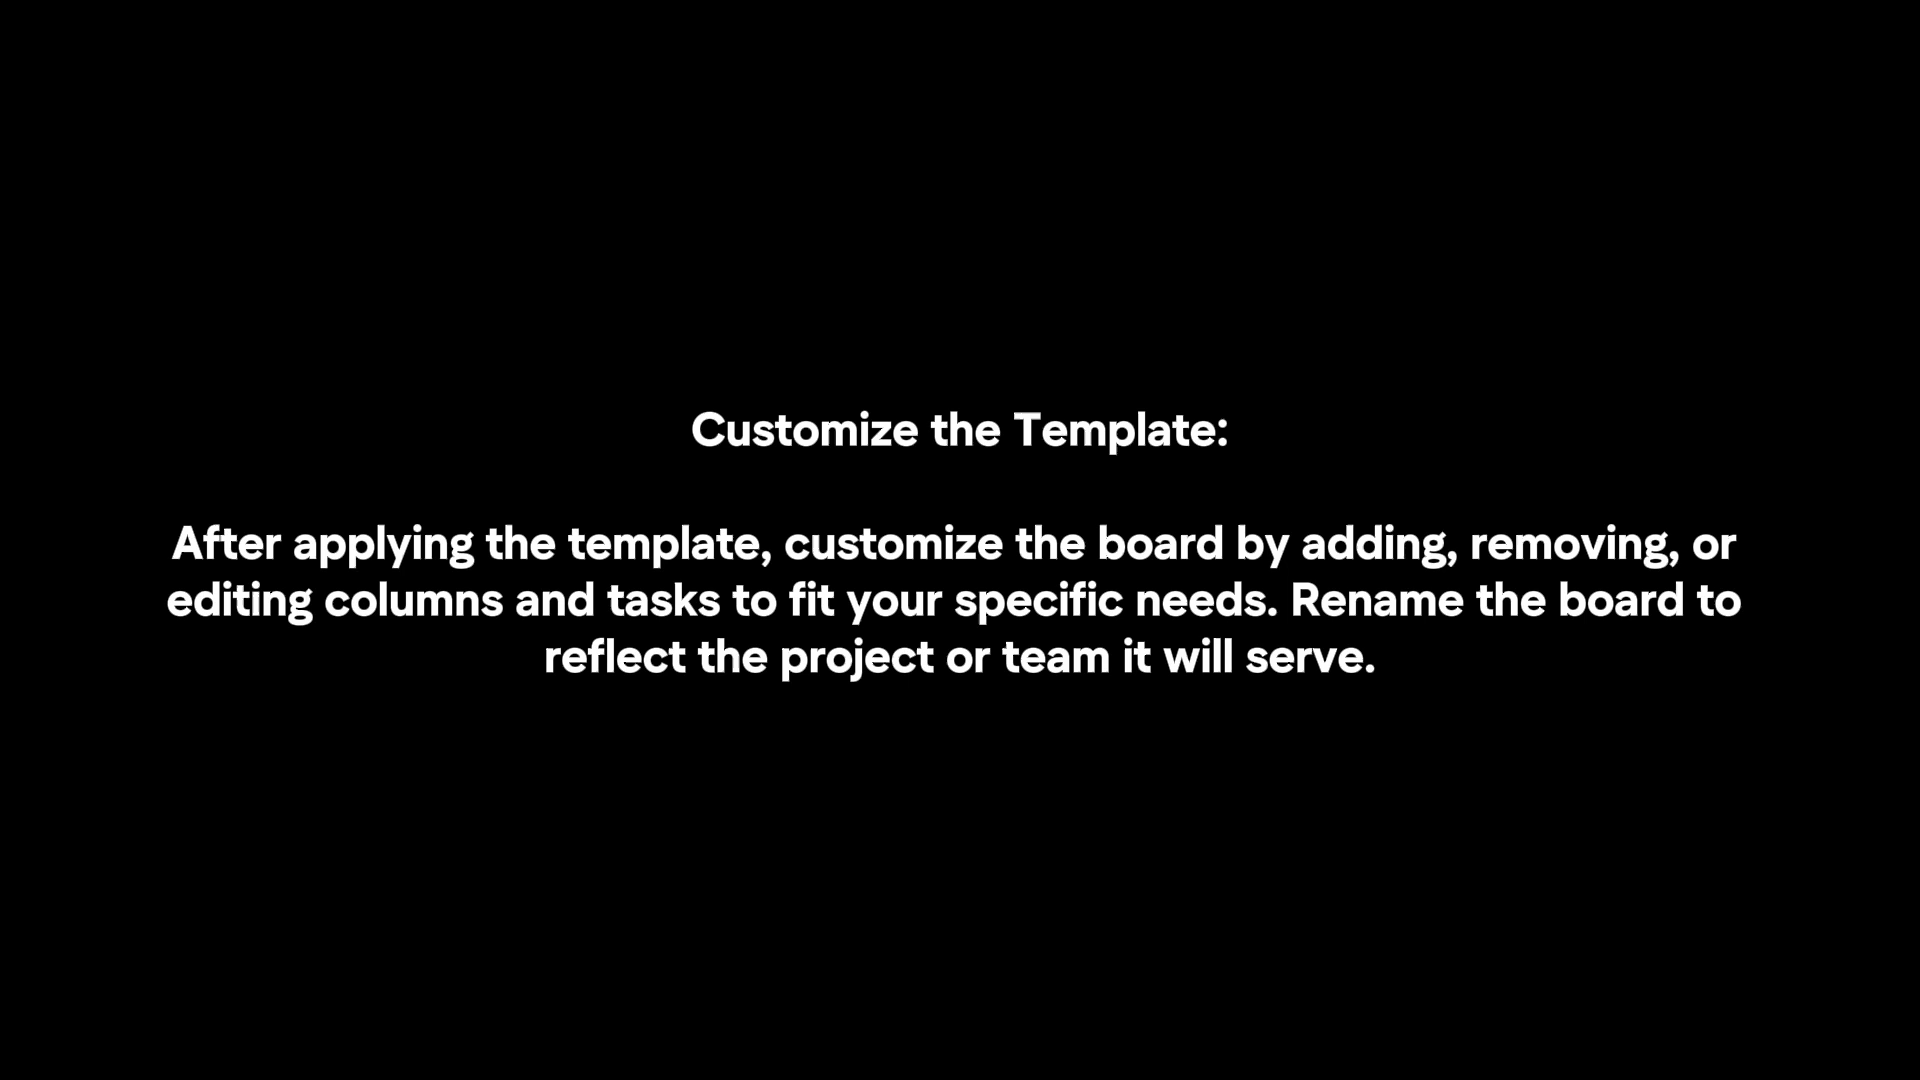 Customize the Template:
After applying the template, customize the board by adding, removing, or
editing columns and tasks to fit your specific needs. Rename the board to
reflect the project or team it will serve.